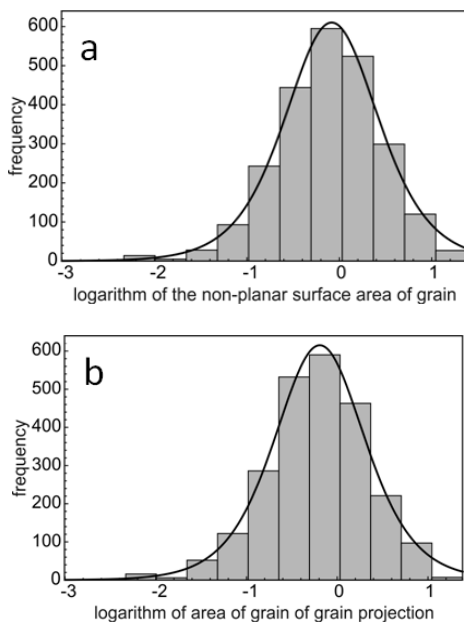 a
600
500
400
300
200
100
0
frequency
-3 -2 -1 0 1
logarithm of the non-planar surface area of grain
b
600
500
400
300
200
100
0
frequency
-3 -2 -1 0 1
logarithm of area of grain of grain projection